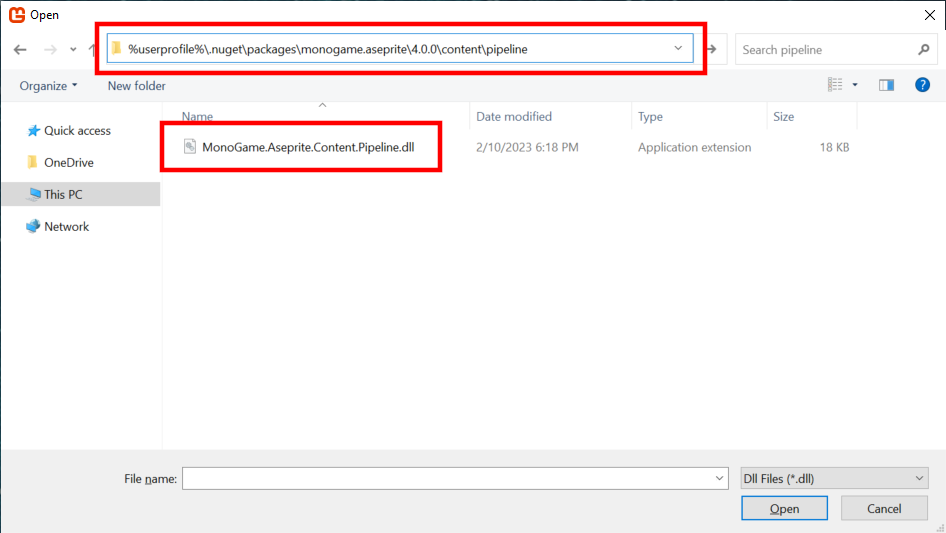 Open
%userprofile%\.nuget\packages\monogame.aseprite\4.0.0\content\pipeline
Search pipeline
Organize
New folder
?
Name
Date modified
Type
Size
Quick access
MonoGame.Aseprite.Content.Pipeline.dll
2/10/2023 6:18 PM
Application extension
18 KB
OneDrive
This PC
Network
File name:
Dll Files (*.dll)
Open
Cancel